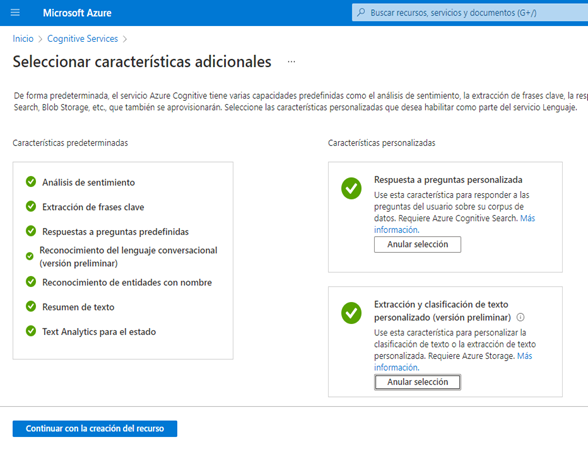 Microsoft Azure
Buscar recursos, servicios y documentos (G+/)
Inicio > Cognitive Services >
Seleccionar características adicionales ...
De forma predeterminada, el servicio Azure Cognitive tiene varias capacidades predefinidas como el análisis de sentimiento, la extracción de frases clave, la resp
Search, Blob Storage, etc., que también se aprovisionarán. Seleccione las características personalizadas que desea habilitar como parte del servicio Lenguaje.
Características predeterminadas
Análisis de sentimiento
Extracción de frases clave
Respuestas a preguntas predefinidas
Reconocimiento del lenguaje conversacional
(versión preliminar)
Reconocimiento de entidades con nombre
Resumen de texto
Text Analytics para el estado
Características personalizadas
Respuesta a preguntas personalizada
Use esta característica para responder a las
preguntas del usuario sobre su corpus de
datos. Requiere Azure Cognitive Search. Más
información.
Anular selección
Extracción y clasificación de texto
personalizado (versión preliminar)
Use esta característica para personalizar la
clasificación de texto o la extracción de texto
personalizada. Requiere Azure Storage. Más
información.
Anular selección
Continuar con la creación del recurso